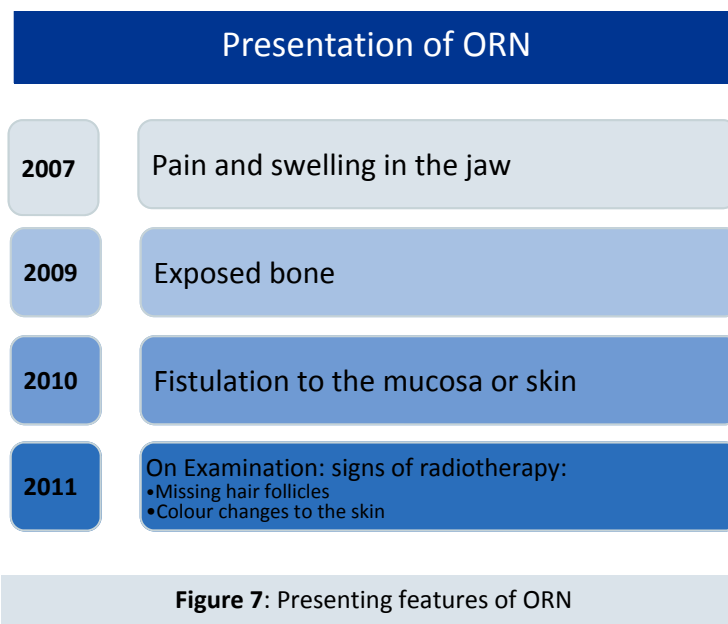 Presentation of ORN
2007
Pain and swelling in the jaw
2009
Exposed bone
2010
Fistulation to the mucosa or skin
2011
On Examination: signs of radiotherapy:
•Missing hair follicles
•Colour changes to the skin
Figure 7: Presenting features of ORN